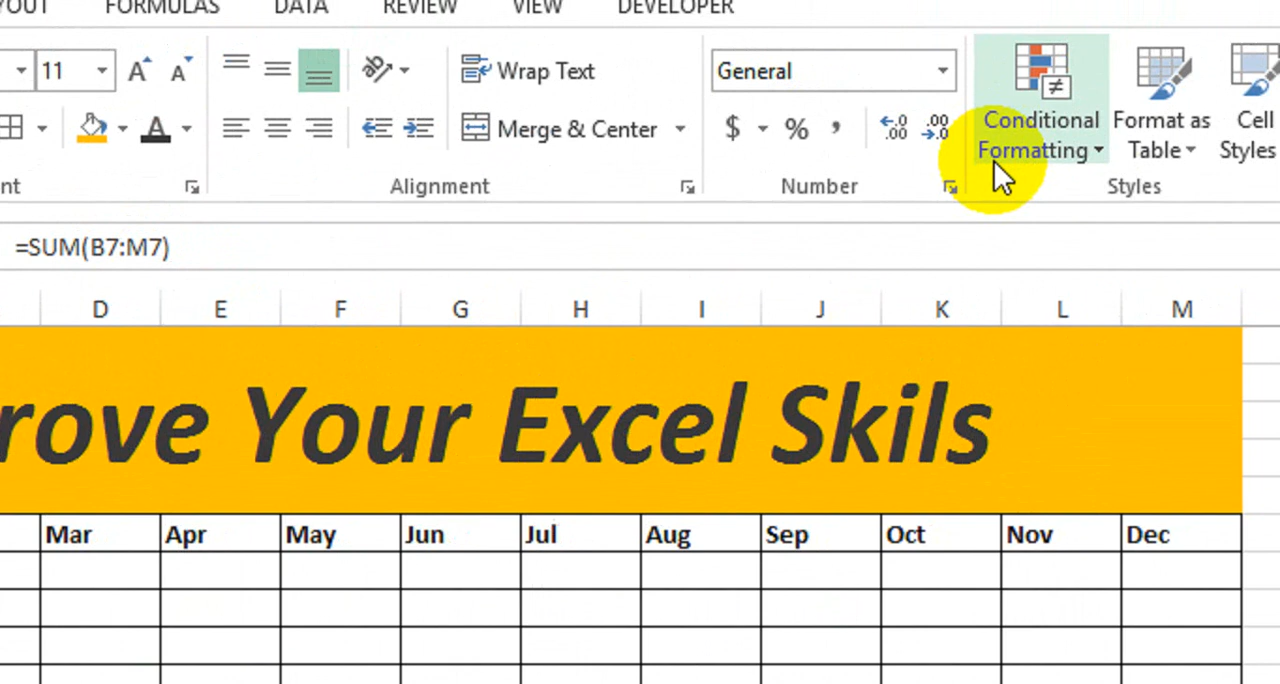 YOUT FORMULAS DATA REVIEW VIEW DEVELOPER
11 A A Wrap Text General
Merge & Center $ % , .00 .00 Conditional Formatting Format as Table Cell Styles
nt Alignment Number Styles
=SUM(B7:M7)
D E F G H I J K L M
rove Your Excel Skils
Mar Apr May Jun Jul Aug Sep Oct Nov Dec